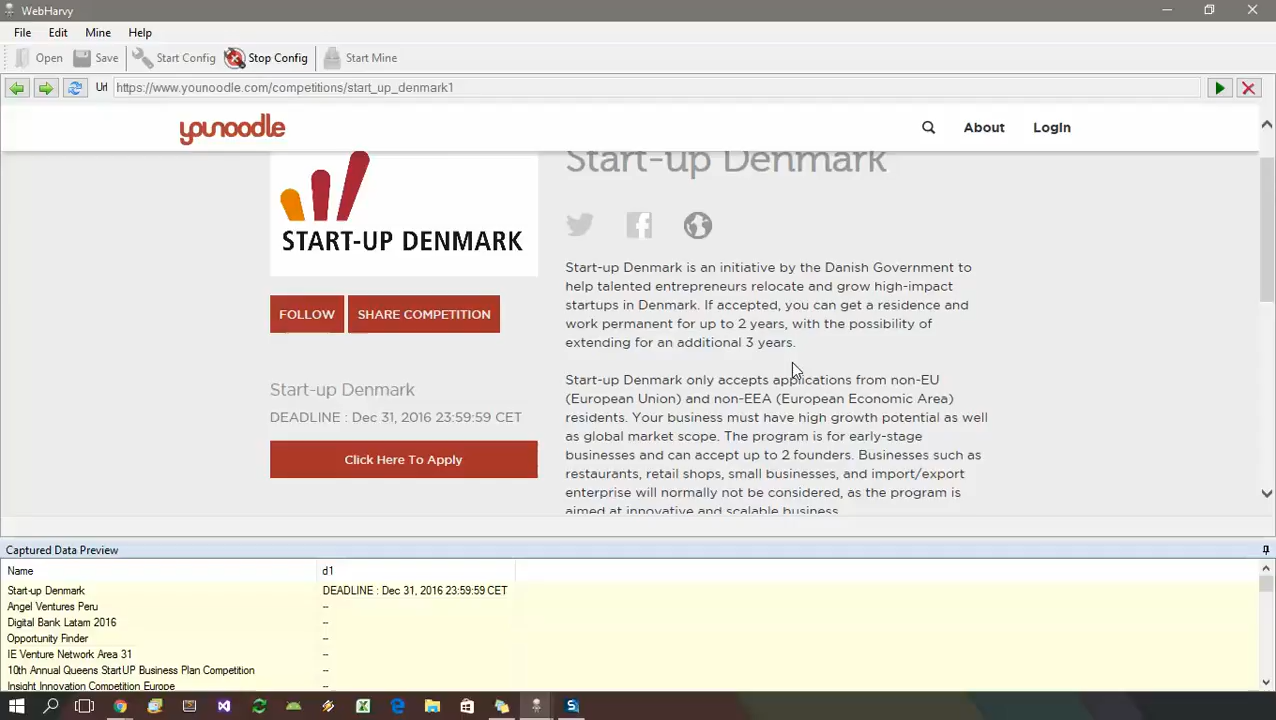 WebHarvy
File Edit Mine Help
Open Save Start Config Stop Config Start Mine
Url https://www.younoodle.com/competitions/start_up_denmark1
younoodle About LogIn
Start-up Denmark
START-UP DENMARK
Start-up Denmark is an initiative by the Danish Government to
help talented entrepreneurs relocate and grow high-impact
startups in Denmark. If accepted, you can get a residence and
work permanent for up to 2 years, with the possibility of
extending for an additional 3 years.
FOLLOW SHARE COMPETITION
Start-up Denmark
DEADLINE : Dec 31, 2016 23:59:59 CET
Click Here To Apply
Start-up Denmark only accepts applications from non-EU
(European Union) and non-EEA (European Economic Area)
residents. Your business must have high growth potential as well
as global market scope. The program is for early-stage
businesses and can accept up to 2 founders. Businesses such as
restaurants, retail shops, small businesses, and import/export
enterprise will normally not be considered, as the program is
aimed at innovative and scalable business.
Captured Data Preview
Name d1
Start-up Denmark DEADLINE : Dec 31, 2016 23:59:59 CET
Angel Ventures Peru --
Digital Bank Latam 2016 --
Opportunity Finder --
IE Venture Network Area 31 --
10th Annual Queens StartUP Business Plan Competition --
Insight Innovation Competition Europe --